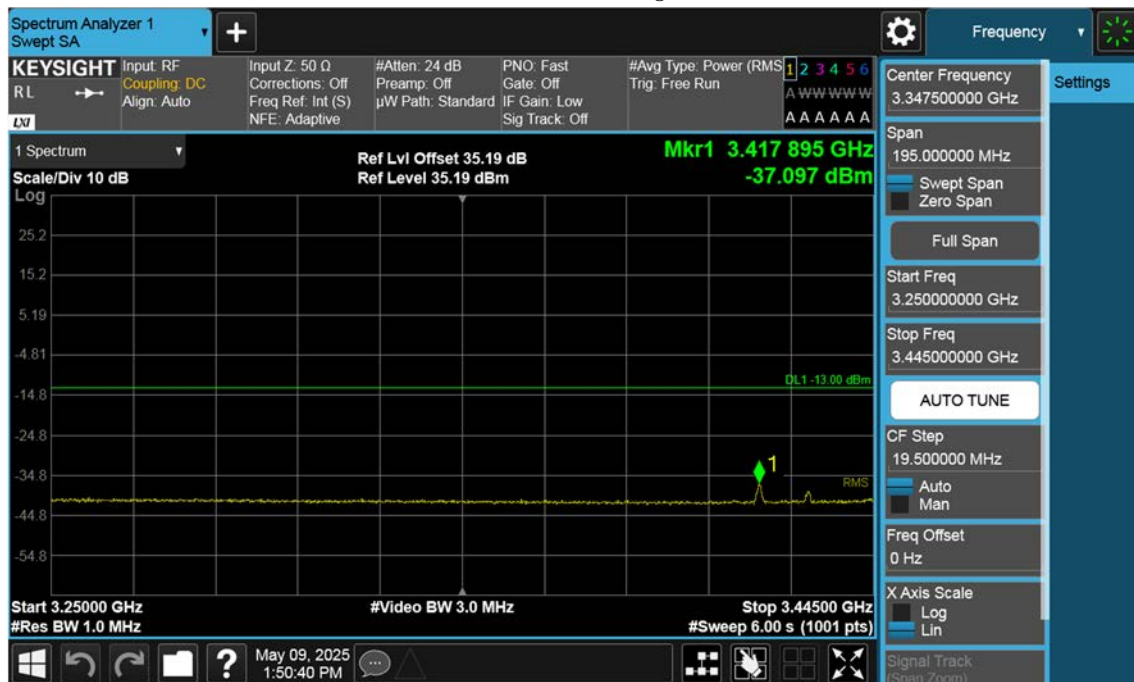 Spectrum Analyzer 1
Swept SA
+
Frequency
KEYSIGHT
RL
LXI
Input: RF
Coupling: DC
Align: Auto
Input Z: 50 Ω
Corrections: Off
Freq Ref: Int (S)
NFE: Adaptive
#Atten: 24 dB
Preamp: Off
µW Path: Standard
PNO: Fast
Gate: Off
IF Gain: Low
Sig Track: Off
#Avg Type: Power (RMS
Trig: Free Run
1 2 3 4 5 6
A W W W W W
A A A A A A
1 Spectrum
Scale/Div 10 dB
Ref Lvl Offset 35.19 dB
Ref Level 35.19 dBm
Mkr1 3.417 895 GHz
-37.097 dBm
Log
25.2
15.2
5.19
-4.81
DL1 -13.00 dBm
-14.8
-24.8
1
-34.8
RMS
-44.8
-54.8
Start 3.25000 GHz
#Video BW 3.0 MHz
Stop 3.44500 GHz
#Res BW 1.0 MHz
#Sweep 6.00 s (1001 pts)
?
May 09, 2025
1:50:40 PM
Center Frequency
3.347500000 GHz
Span
195.000000 MHz
Swept Span
Zero Span
Full Span
Start Freq
3.250000000 GHz
Stop Freq
3.445000000 GHz
AUTO TUNE
CF Step
19.500000 MHz
Auto
Man
Freq Offset
0 Hz
X Axis Scale
Log
Lin
Signal Track
(Span Zoom)
Settings